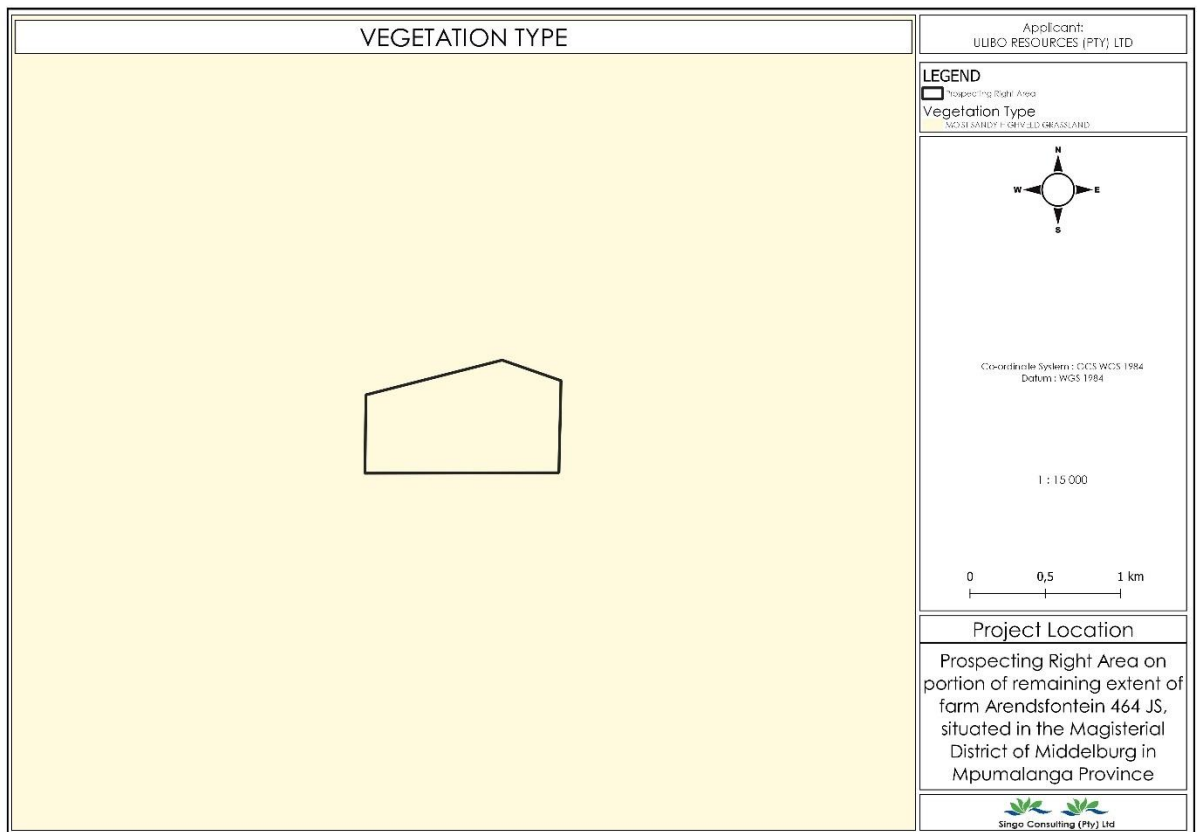 VEGETATION TYPE
Applicant:
ULIBO RESOURCES (PTY) LTD
LEGEND
Prospecting Right Area
Vegetation Type
MOIST SANDY HIGHVELD GRASSLAND
N
W E
S
Co-ordinate System : GCS WGS 1984
Datum : WGS 1984
1 : 15 000
0 0,5 1 km
Project Location
Prospecting Right Area on
portion of remaining extent of
farm Arendsfontein 464 JS,
situated in the Magisterial
District of Middelburg in
Mpumalanga Province
Singo Consulting (Pty) Ltd